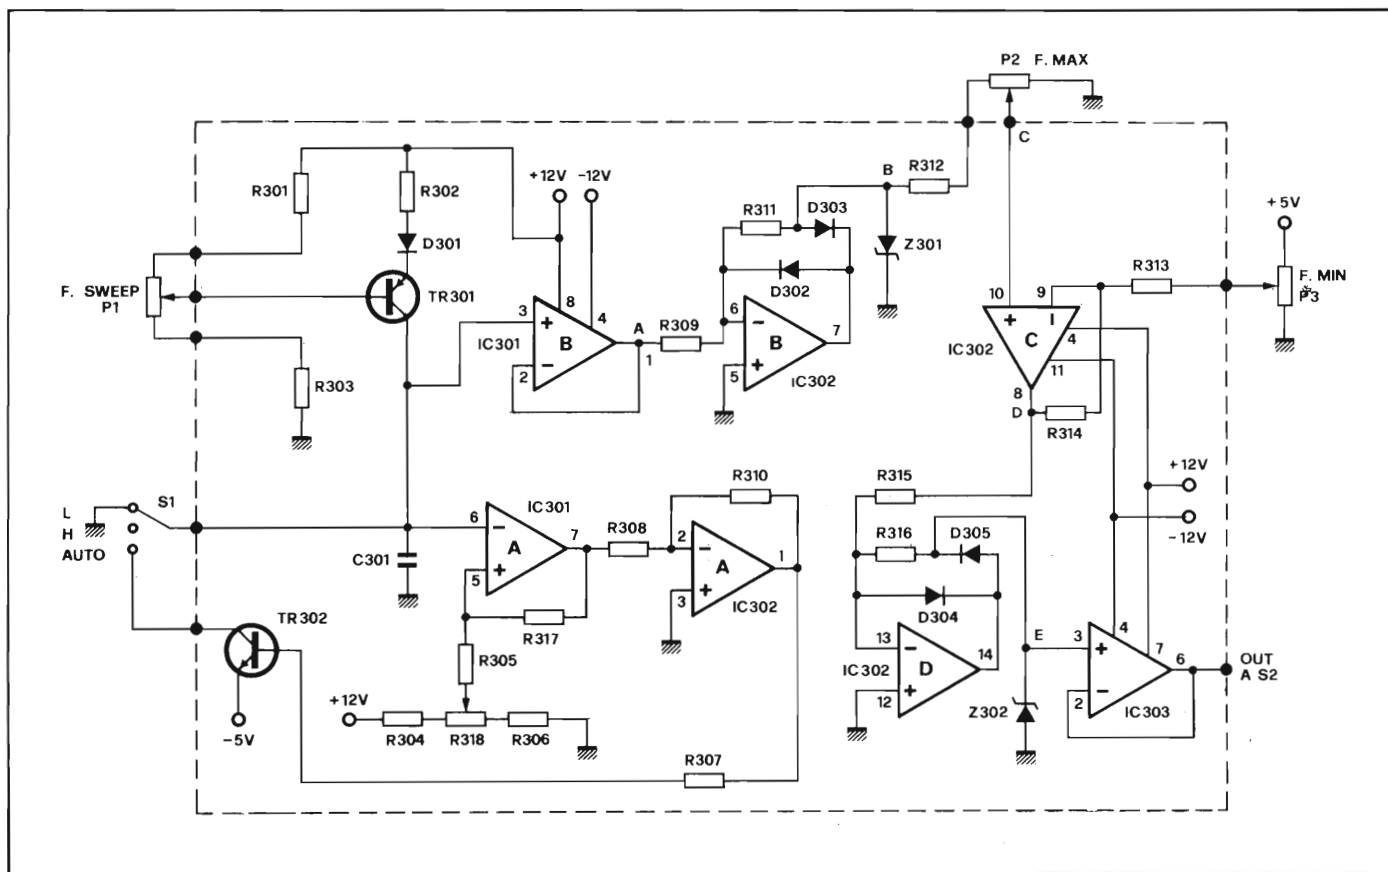 P2 F. MAX
C
R301
R302
+12V
-12V
B
R312
R311
D303
+5V
D301
Z301
R313
F. SWEEP
P1
TR301
D302
F. MIN
P3
10
9
+
-
C
4
11
IC302
8
D
R314
3
+
8
4
B
IC301
A
1
2
-
R309
6
-
7
B
5
+
IC302
R303
R310
R315
+12V
-12V
S1
L
H
AUTO
IC301
6
-
7
A
5
+
R308
2
-
1
A
3
+
IC302
C301
R316
D305
D304
R317
TR302
R305
13
-
14
IC302
D
12
+
E
3
+
4
7
6
2
-
IC303
OUT
A S2
Z302
+12V
R304
R318
R306
-5V
R307